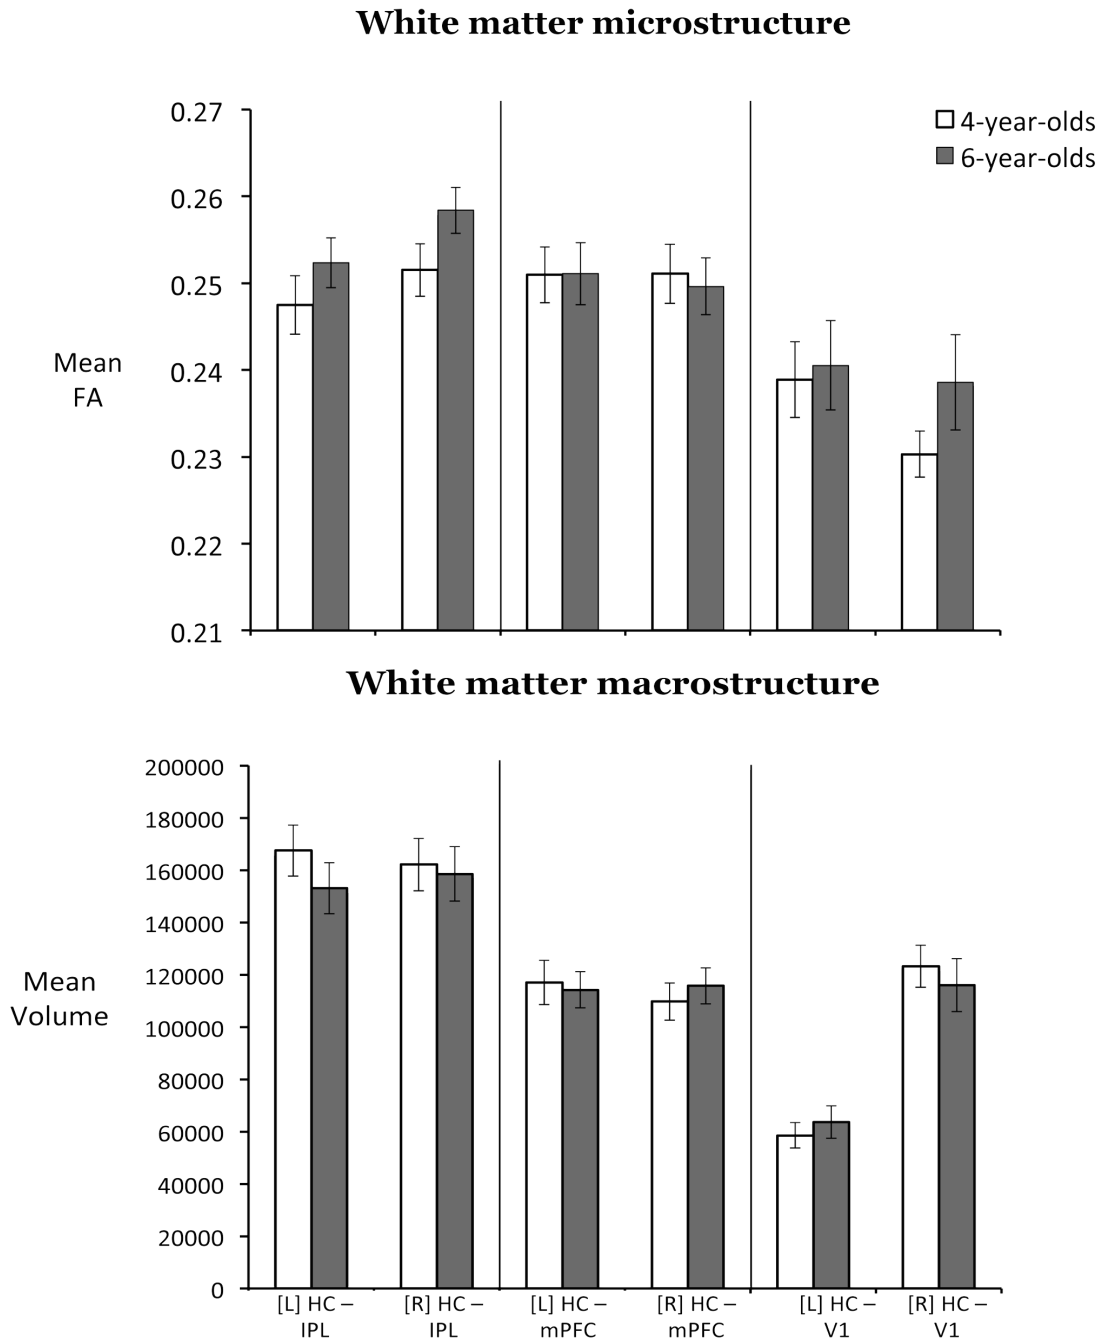 White matter microstructure
0.27
0.26
0.25
0.24
0.23
0.22
0.21
Mean
FA
4-year-olds
6-year-olds
White matter macrostructure
200000
180000
160000
140000
120000
100000
80000
60000
40000
20000
0
Mean
Volume
[L] HC – [R] HC – [L] HC – [R] HC – [L] HC – [R] HC –
IPL IPL mPFC mPFC V1 V1